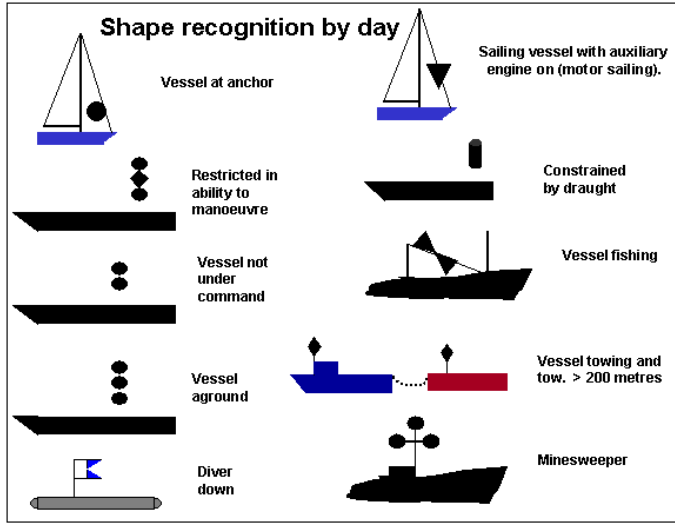 Shape recognition by day
Vessel at anchor
Sailing vessel with auxiliary
engine on (motor sailing).
Restricted in
ability to
manoeuvre
Constrained
by draught
Vessel not
under
command
Vessel fishing
Vessel
aground
Vessel towing and
tow. > 200 metres
Diver
down
Minesweeper